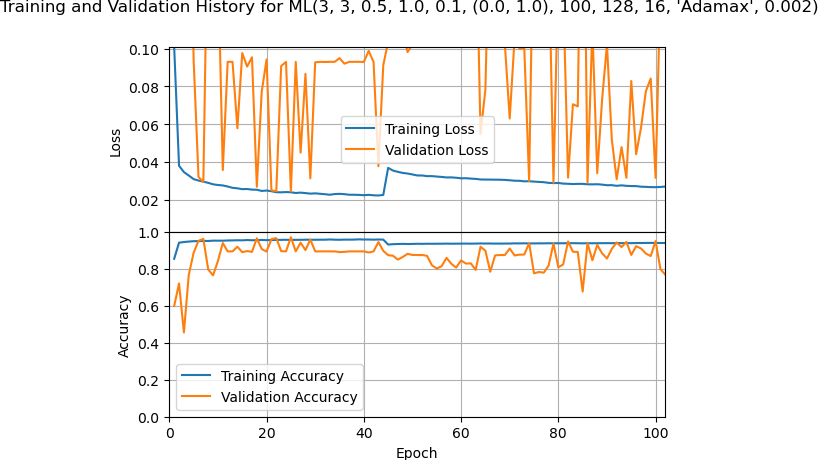 Training and Validation History for ML(3, 3, 0.5, 1.0, 0.1, (0.0, 1.0), 100, 128, 16, 'Adamax', 0.002)
0.10
0.08
0.06
0.04
0.02
Loss
Training Loss
Validation Loss
1.0
0.8
0.6
0.4
0.2
0.0
Accuracy
Training Accuracy
Validation Accuracy
0 20 40 60 80 100
Epoch